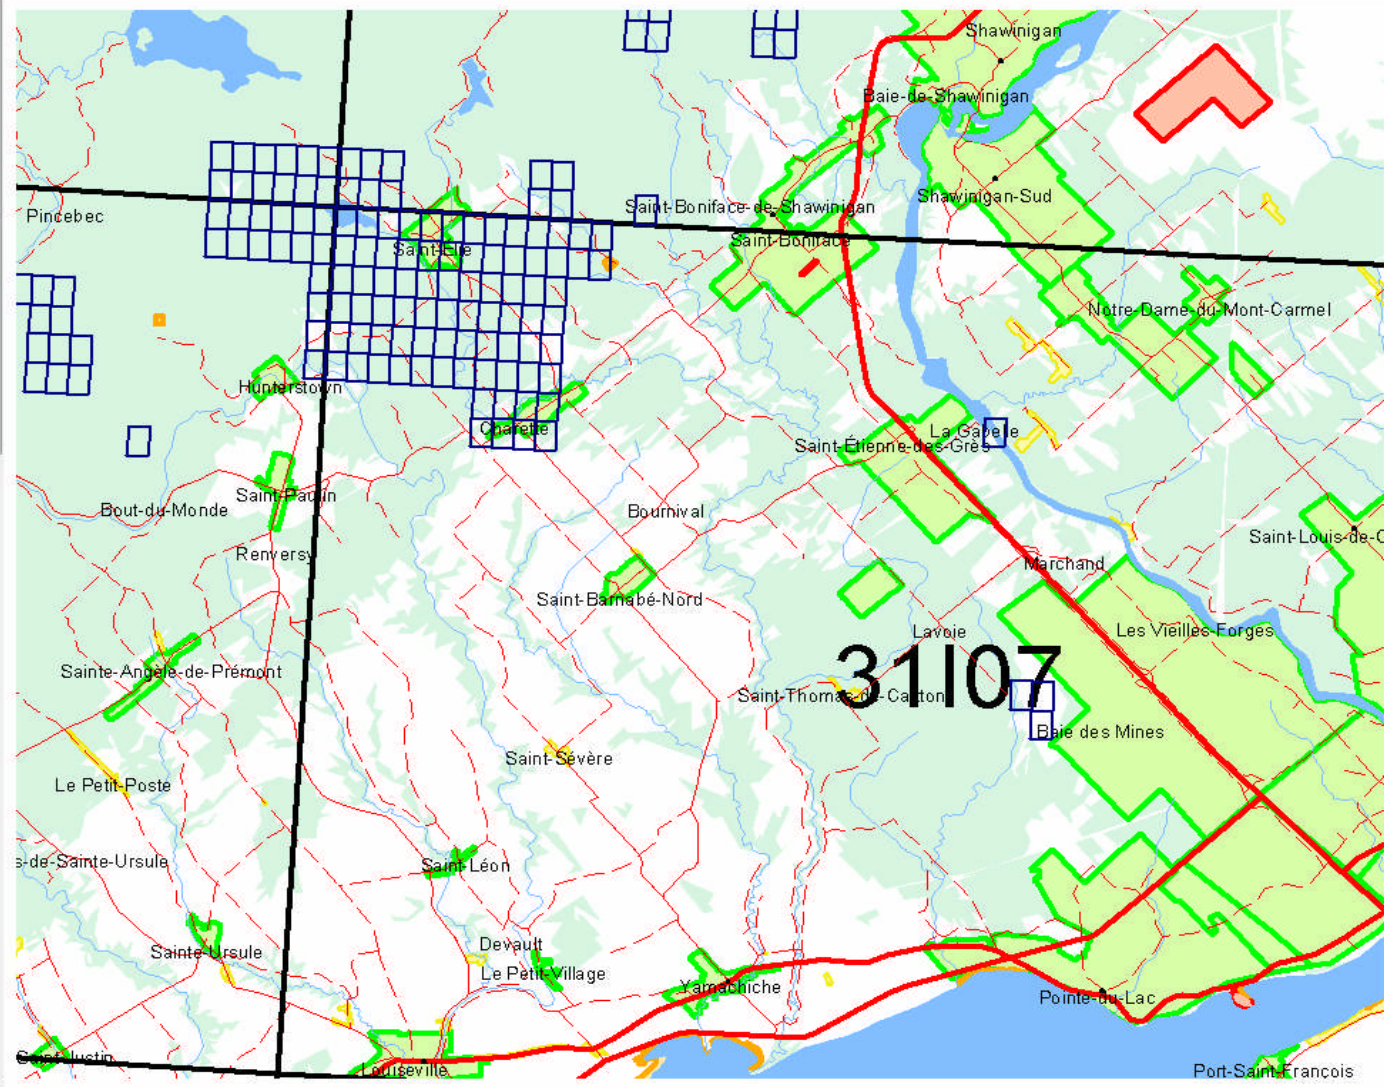 Shawinigan
Baie-de-Shawinigan
Shawinigan-Sud
Pincebec
Saint-Boniface-de-Shawinigan
Saint-Boniface
Saint-Élie
Notre-Dame-du-Mont-Carmel
Hunterstown
Charette
La Gabelle
Saint-Étienne-des-Grès
Saint-Paulin
Bout-du-Monde
Bournival
Saint-Louis-de-
Renversy
Marchand
Saint-Barnabé-Nord
Les Vieilles-Forges
Lavoie
Sainte-Angèle-de-Prémont
31I07
Saint-Thomas-de-Caxton
Baie des Mines
Saint-Sévère
Le Petit-Poste
s-de-Sainte-Ursule
Saint-Léon
Devault
Sainte-Ursule
Le Petit-Village
Yamachiche
Pointe-du-Lac
Saint-Justin
Louiseville
Port-Saint-François